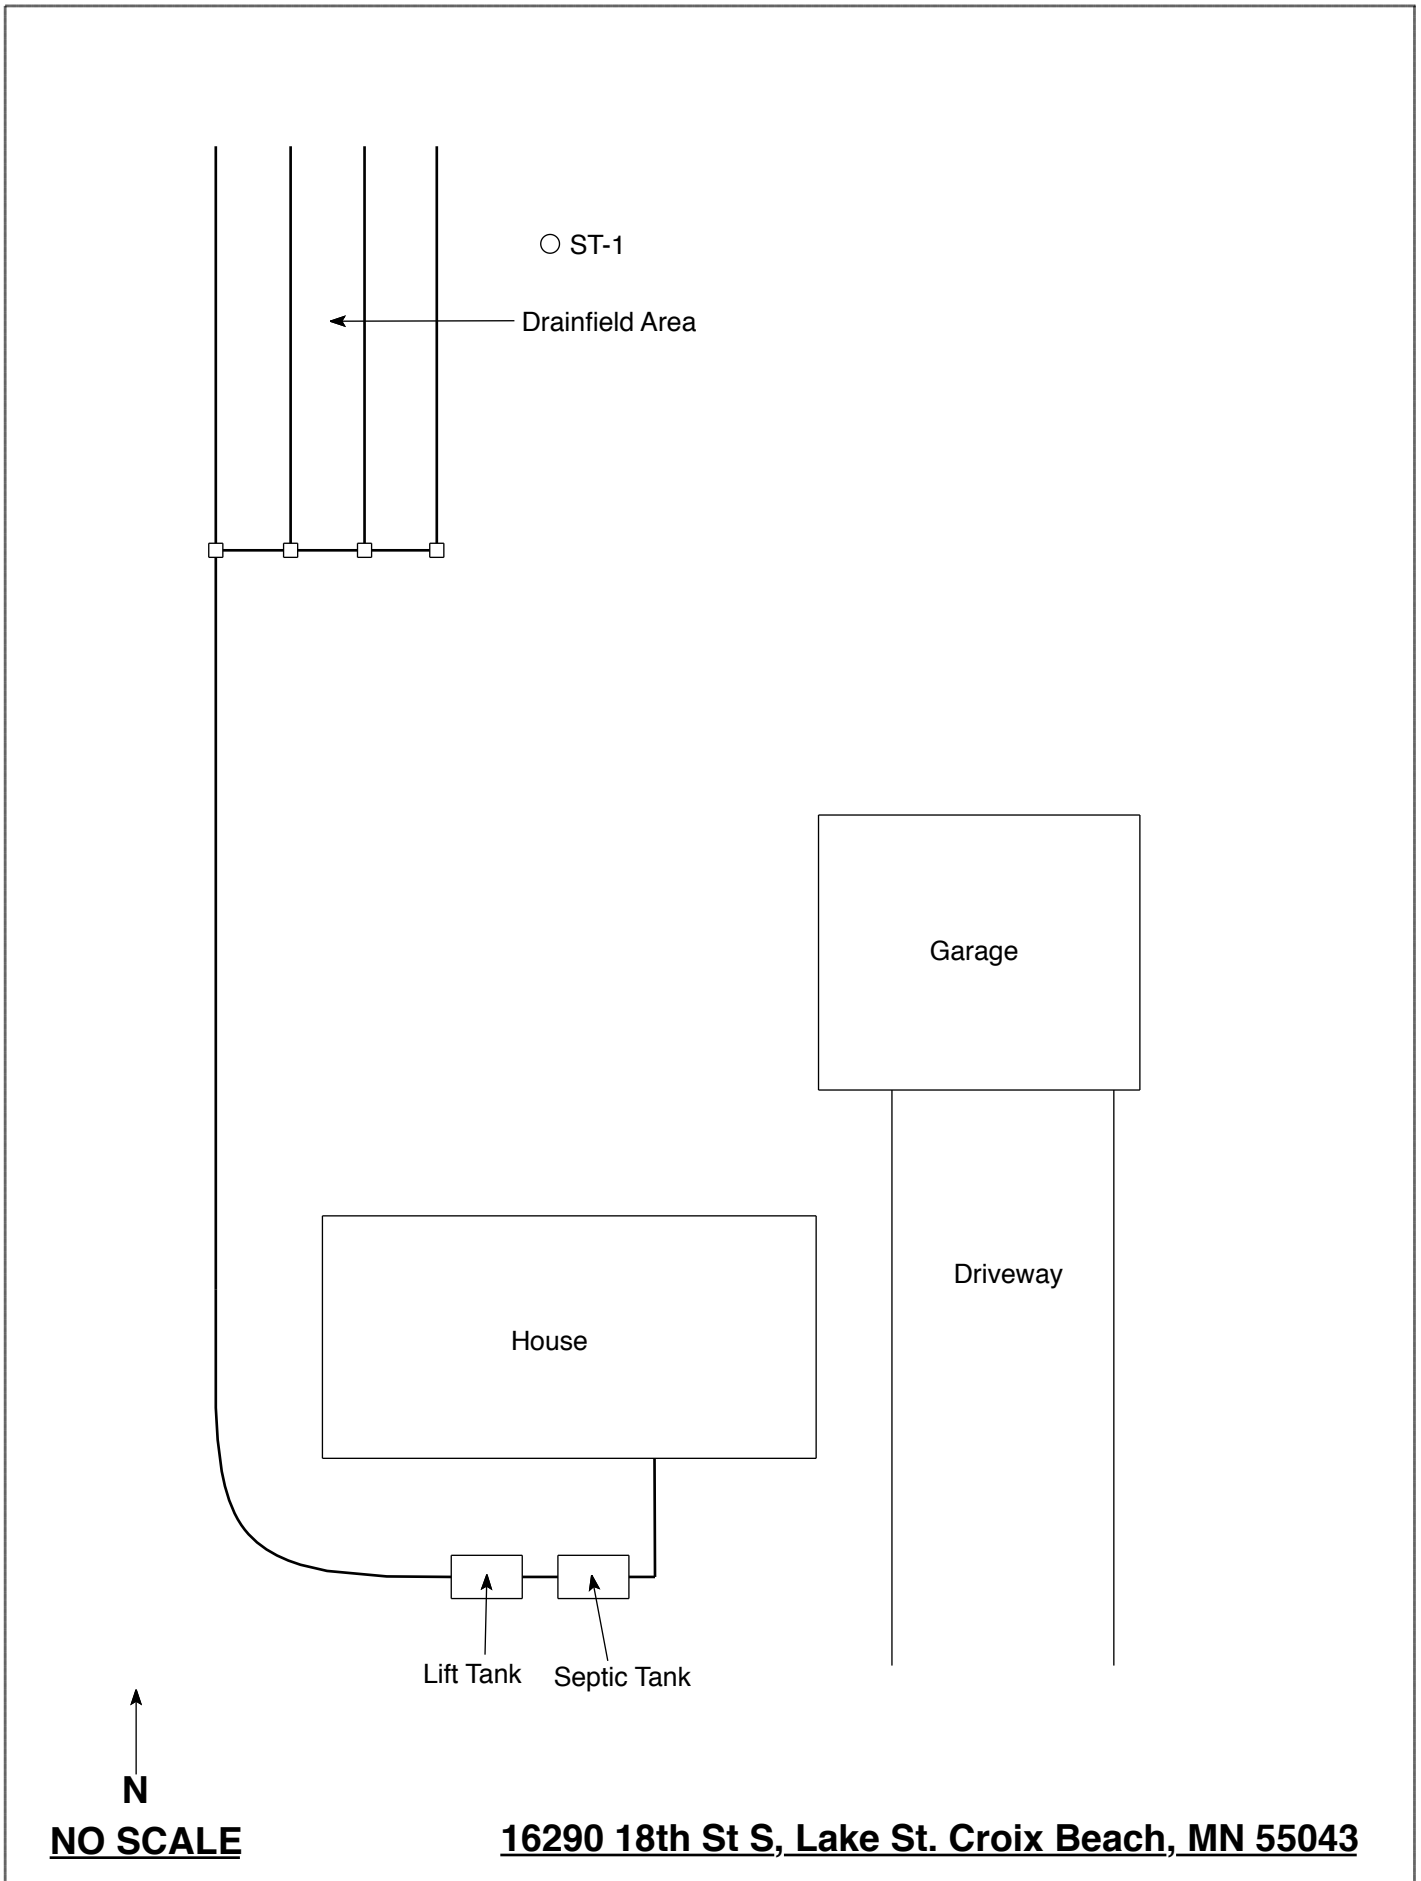 ST-1
Drainfield Area
Garage
Driveway
House
Lift Tank
Septic Tank
N
NO SCALE
16290 18th St S, Lake St. Croix Beach, MN 55043